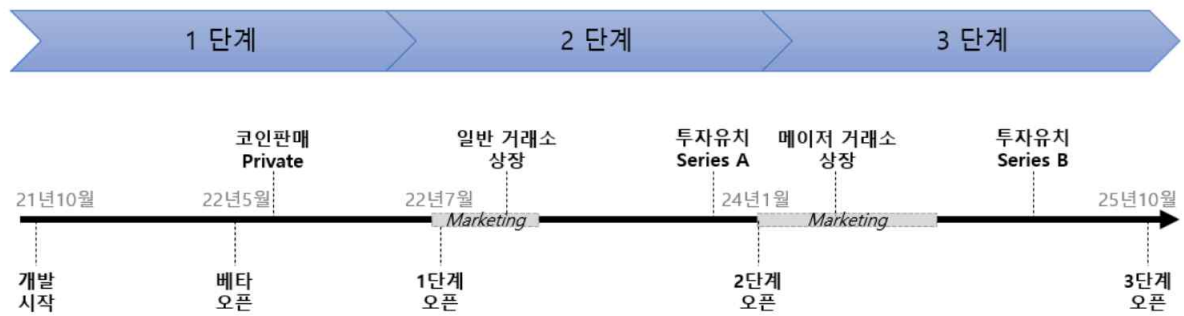 1 단계
2 단계
3 단계
코인판매
Private
일반 거래소
상장
투자유치
Series A
메이저 거래소
상장
투자유치
Series B
21년10월
22년5월
22년7월
24년1월
25년10월
Marketing
Marketing
개발
시작
베타
오픈
1단계
오픈
2단계
오픈
3단계
오픈